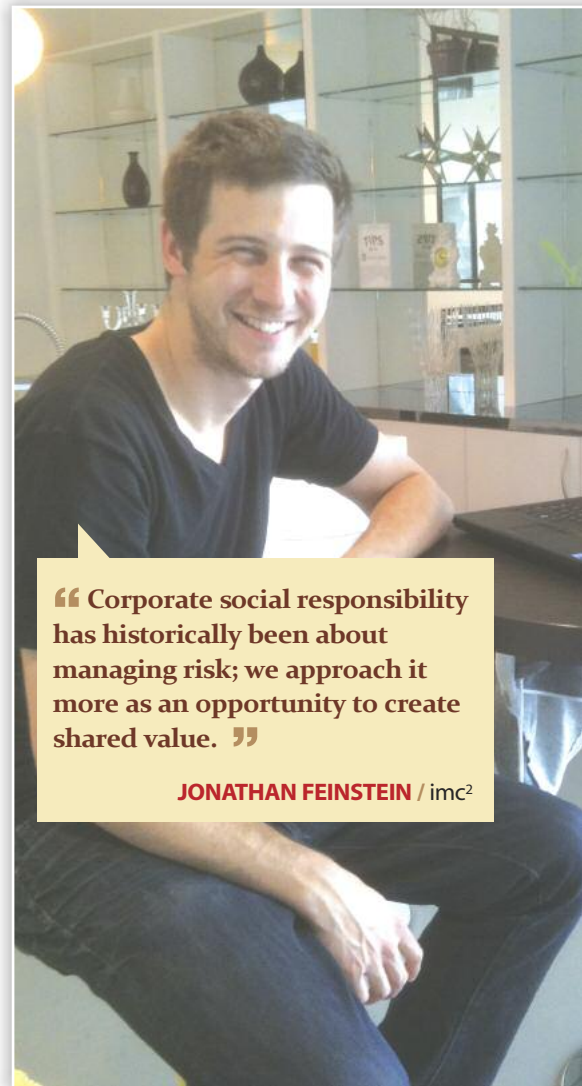 “ Corporate social responsibility
has historically been about
managing risk; we approach it
more as an opportunity to create
shared value. ”
JONATHAN FEINSTEIN / imc²
TIPS